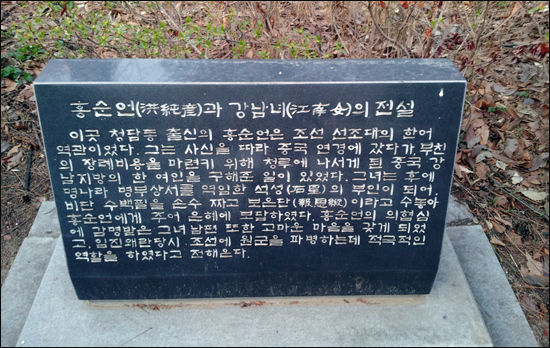 홍순언(洪純彦)과 강남녀(江南女)의 전설
이곳 청담동 출신의 홍순언은 조선 선조대의 한어
역관이었다. 그는 사신을 따라 중국 연경에 갔다가, 부친
의 장례비용을 마련키 위해 청루에 나서게 된 중국 강
남지방의 한 여인을 구해준 일이 있었다. 그녀는 후에
명나라 병부상서를 역임한 석성(石星)의 부인이 되어
비단 수백필을 손수 짜고 보은단(報恩緞)이라고 수놓아
홍순언에게 주어 은혜에 보답하였다. 홍순언의 의협심
에 감명받은 그녀 남편 또한 고마운 마음을 갖게 되었
고, 임진왜란당시 조선에 원군을 파병하는데 적극적인
역할을 하였다고 전해온다.